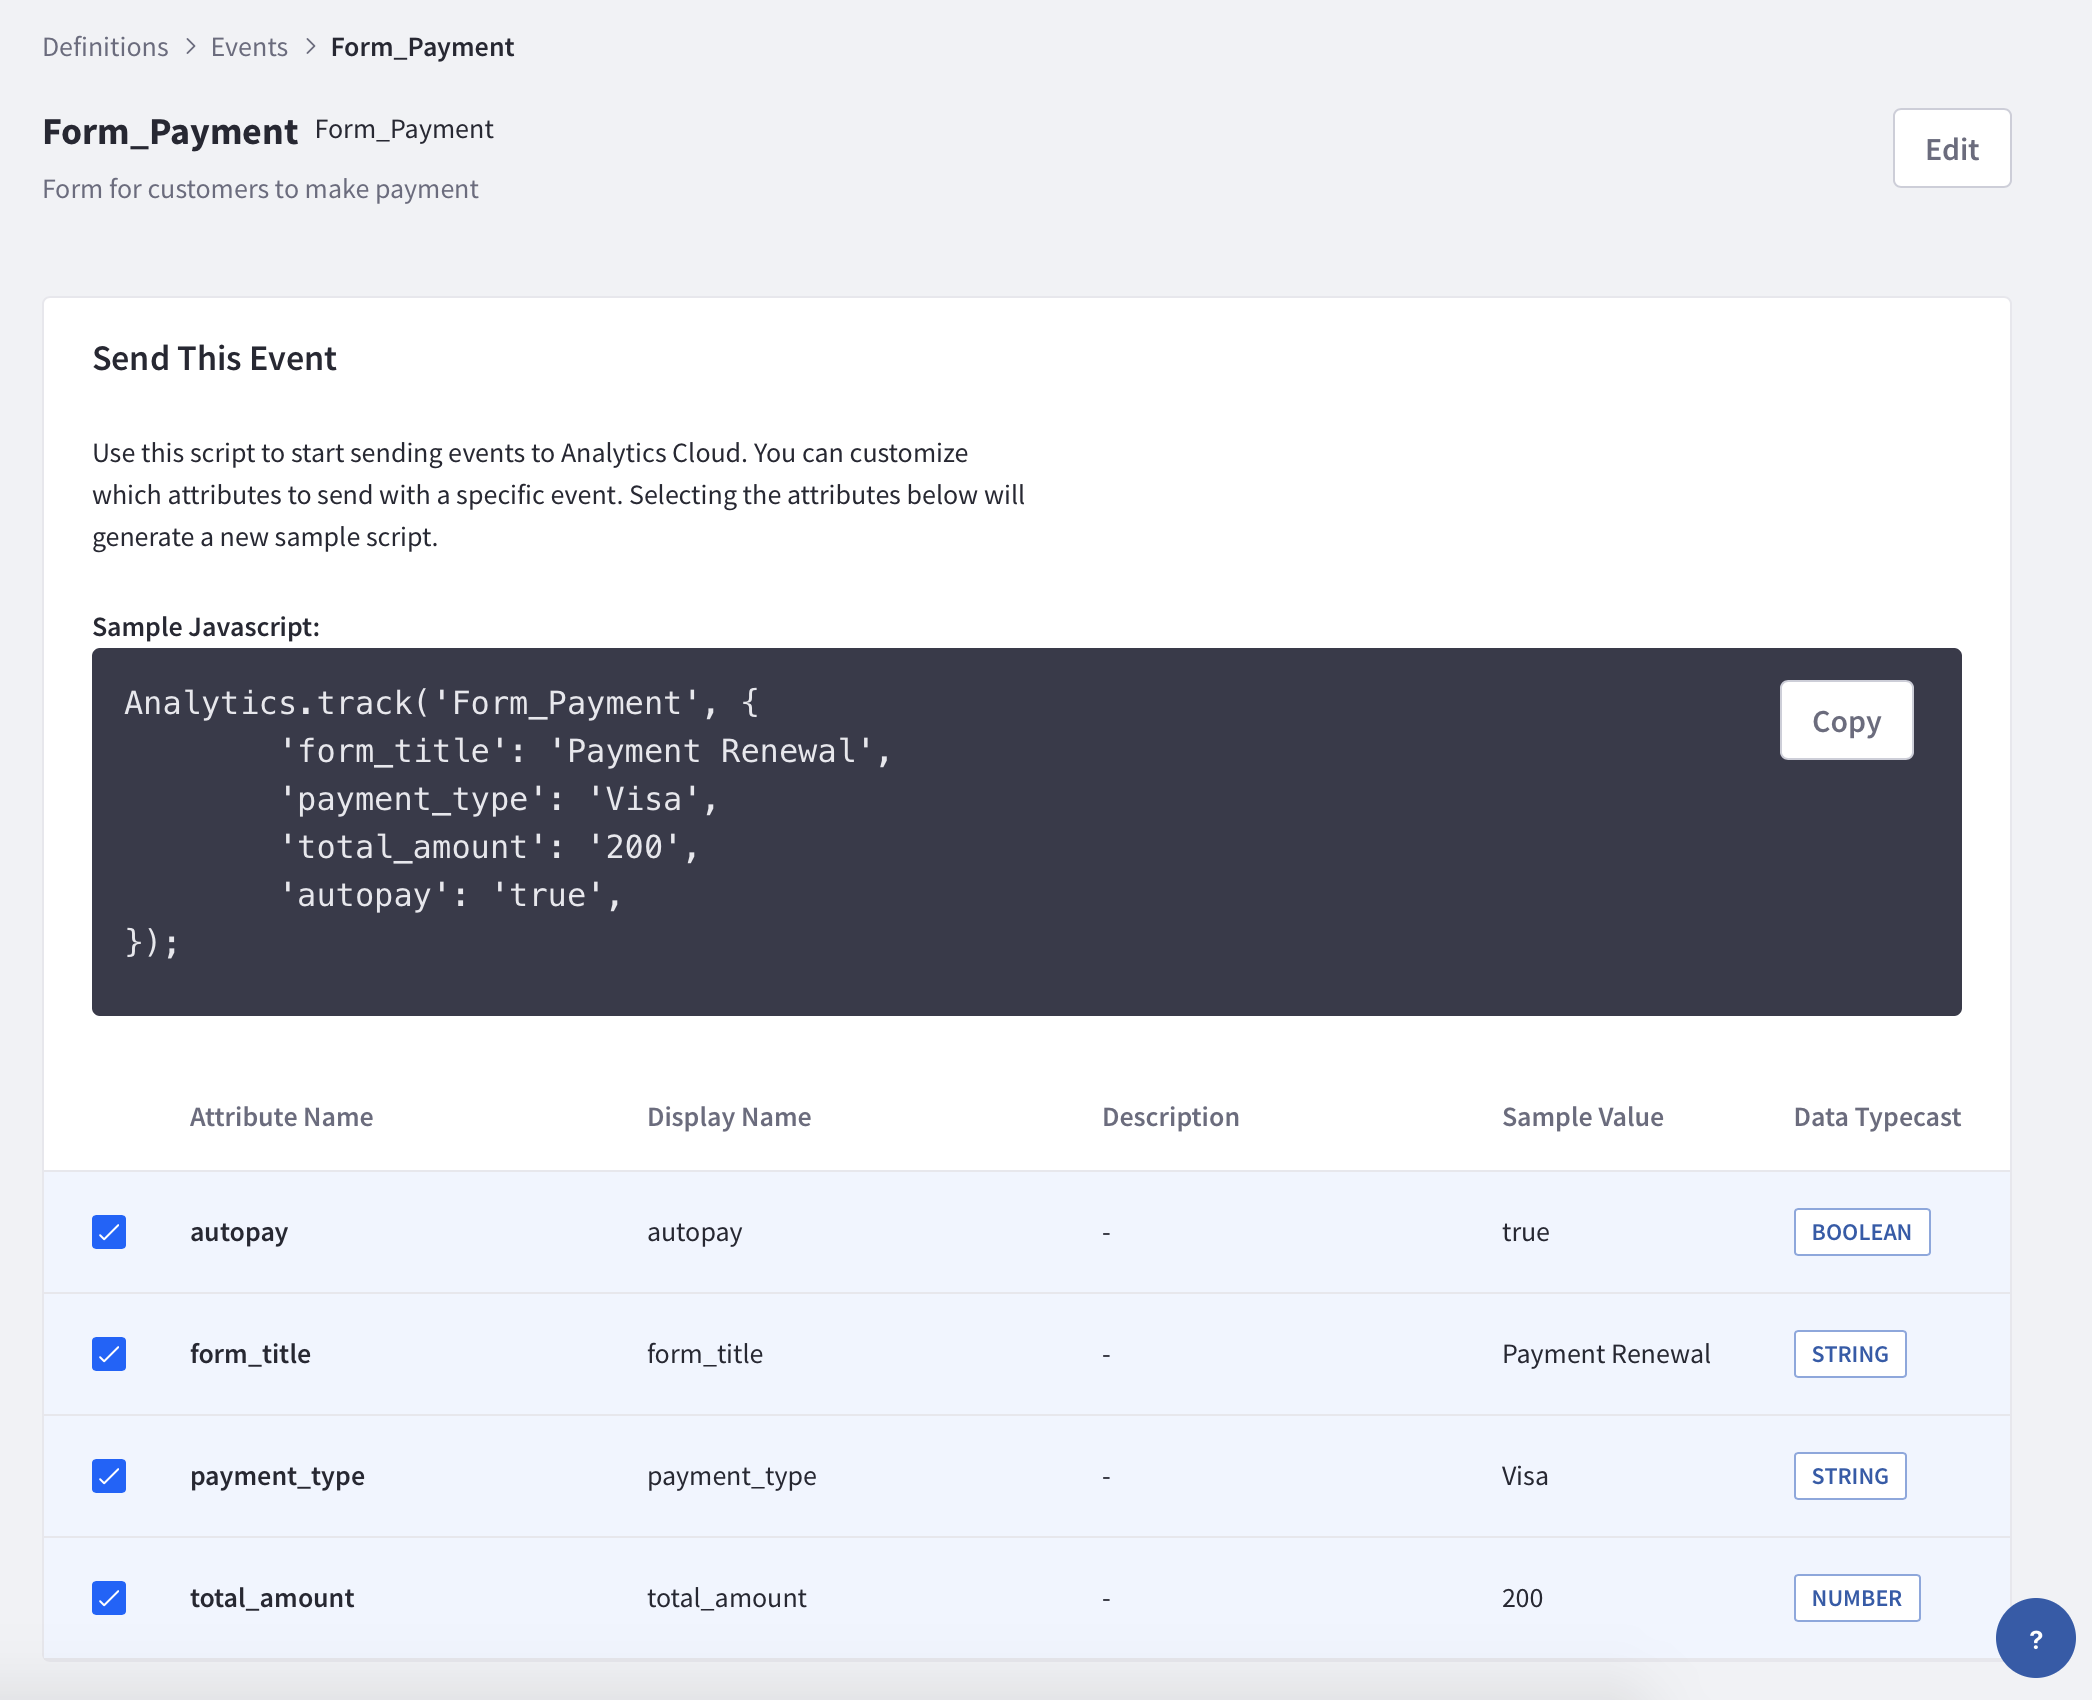 Definitions > Events > Form_Payment
Form_Payment Form_Payment
Edit
Form for customers to make payment
Send This Event
Use this script to start sending events to Analytics Cloud. You can customize
which attributes to send with a specific event. Selecting the attributes below will
generate a new sample script.
Sample Javascript:
Analytics.track('Form_Payment', {
'form_title': 'Payment Renewal',
'payment_type': 'Visa',
'total_amount': '200',
'autopay': 'true',
});
Copy
Attribute Name Display Name Description Sample Value Data Typecast
autopay autopay - true BOOLEAN
form_title form_title - Payment Renewal STRING
payment_type payment_type - Visa STRING
total_amount total_amount - 200 NUMBER
?